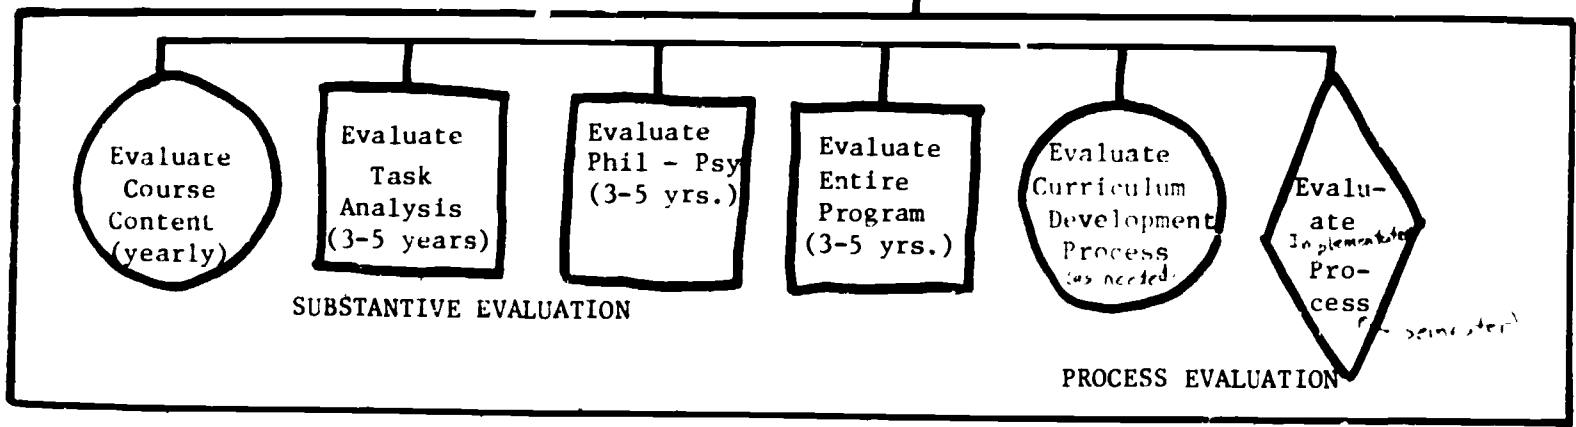 Evaluate
Course
Content
(yearly)
Evaluate
Task
Analysis
(3-5 years)
Evaluate
Phil - Psy
(3-5 yrs.)
Evaluate
Entire
Program
(3-5 yrs.)
Evaluate
Curriculum
Development
Process
(as needed)
Evalu-
ate
Pro-
cess
semester)
SUBSTANTIVE EVALUATION
PROCESS EVALUATION